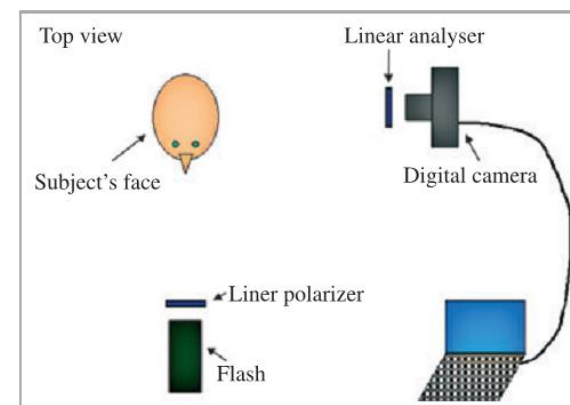 Top view
Linear analyser
Subject's face
Digital camera
Liner polarizer
Flash